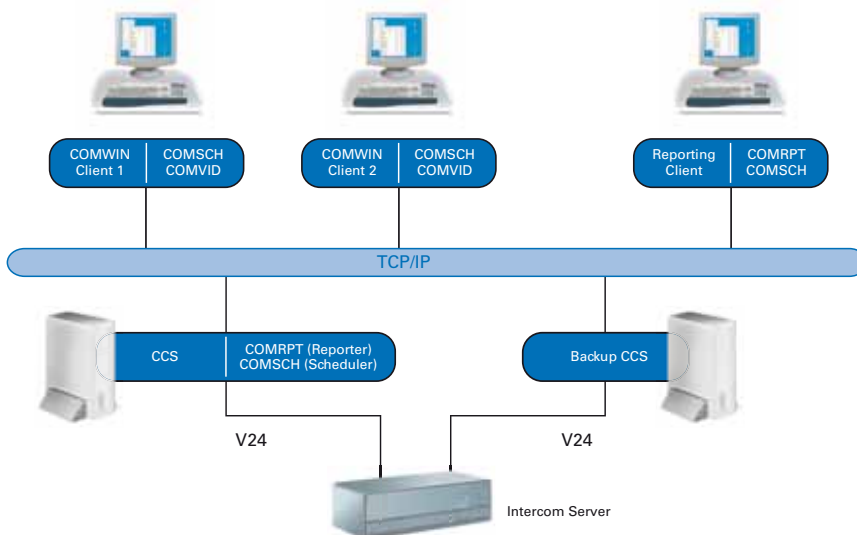 COMWIN
Client 1
COMSCH
COMVID
COMWIN
Client 2
COMSCH
COMVID
Reporting
Client
COMRPT
COMSCH
TCP/IP
CCS
COMRPT (Reporter)
COMSCH (Scheduler)
Backup CCS
V24
V24
Intercom Server